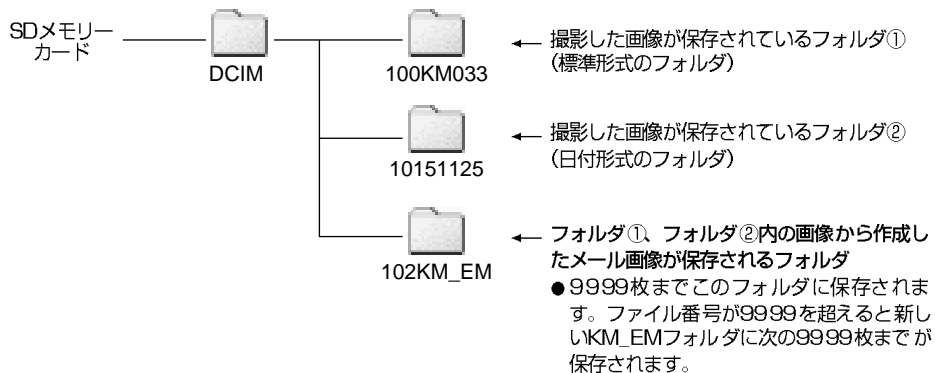 SDメモリー
カード
DCIM
100KM033
← 撮影した画像が保存されているフォルダ①
(標準形式のフォルダ)
10151125
← 撮影した画像が保存されているフォルダ②
(日付形式のフォルダ)
102KM_EM
← フォルダ①、フォルダ②内の画像から作成し
たメール画像が保存されるフォルダ
●9999枚までこのフォルダに保存されま
す。ファイル番号が9999を超えると新し
いKM_EMフォルダに次の9999枚までが
保存されます。